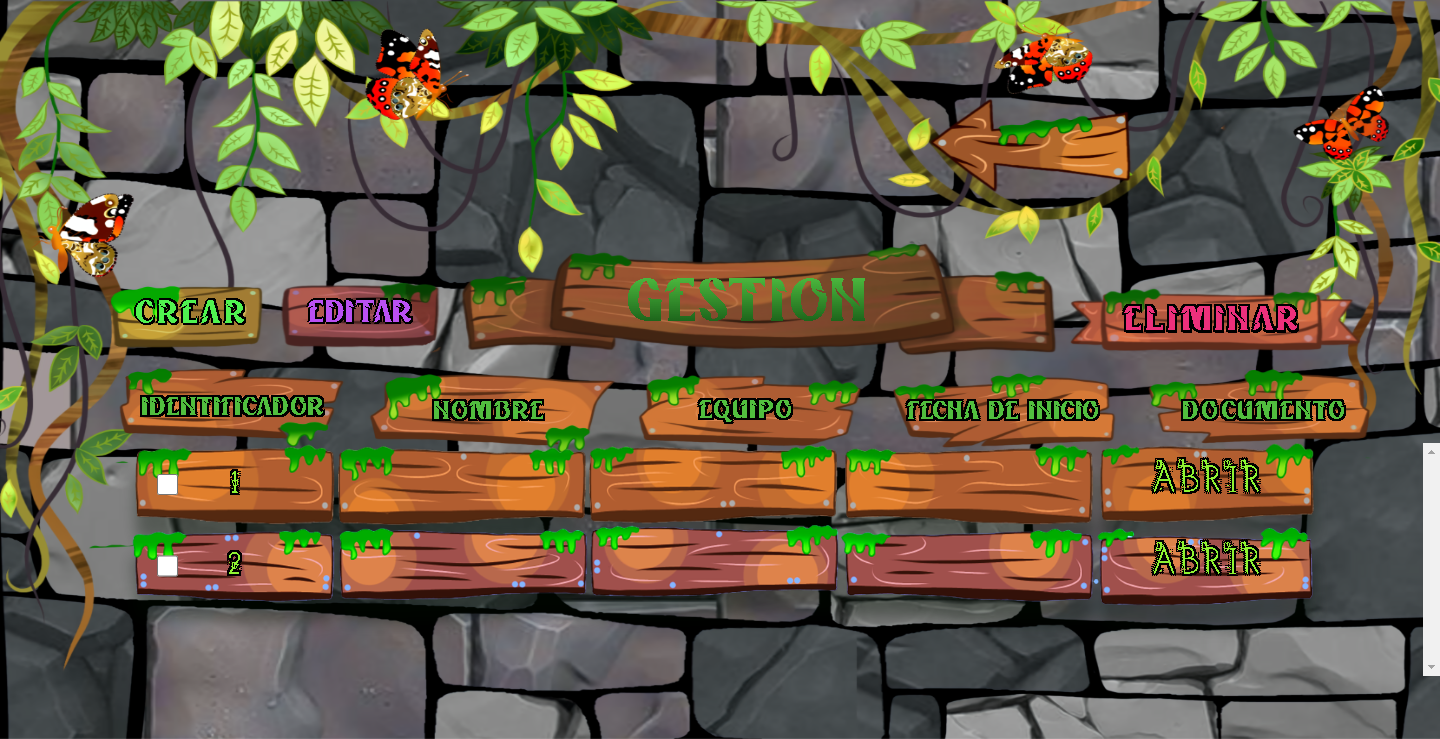 GESTION
CREAR
EDITAR
ELIMINAR
IDENTIFICADOR
NOMBRE
EQUIPO
FECHA DE INICIO
DOCUMENTO
1
ABRIR
2
ABRIR